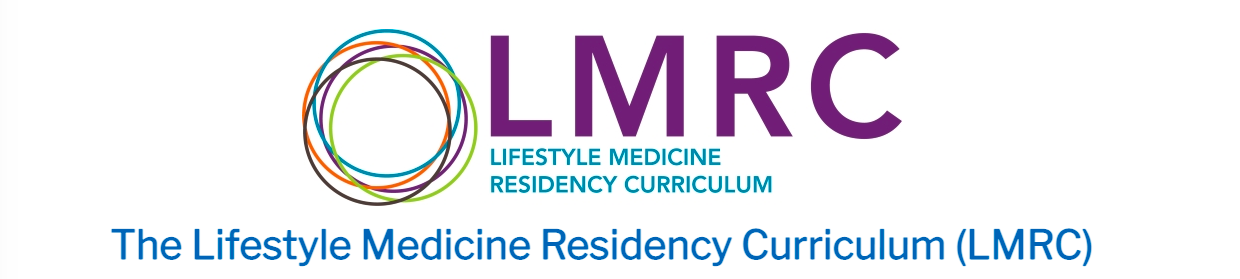 LMRC
LIFESTYLE MEDICINE
RESIDENCY CURRICULUM
The Lifestyle Medicine Residency Curriculum (LMRC)